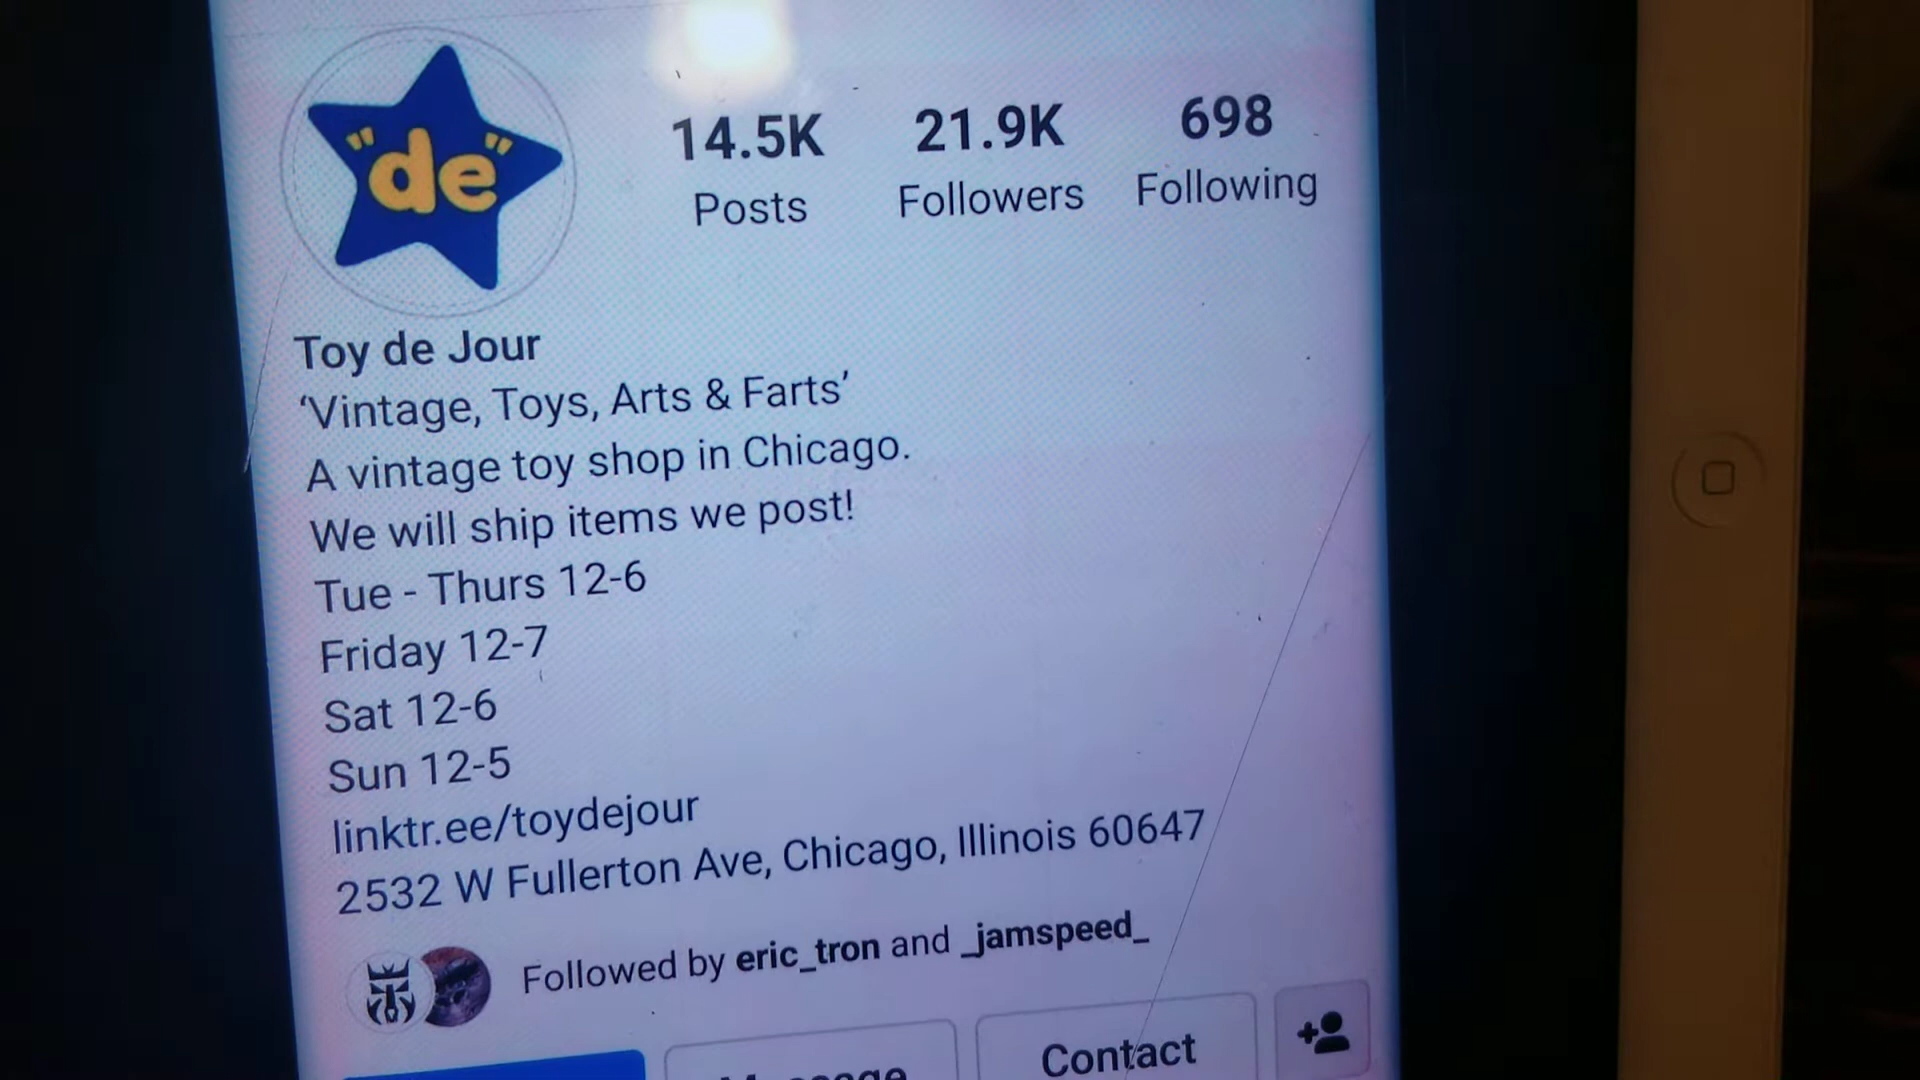 "de"
14.5K 21.9K 698
Posts Followers Following
Toy de Jour
‘Vintage, Toys, Arts & Farts’
A vintage toy shop in Chicago.
We will ship items we post!
Tue - Thurs 12-6
Friday 12-7
Sat 12-6
Sun 12-5
linktr.ee/toydejour
2532 W Fullerton Ave, Chicago, Illinois 60647
Followed by eric_tron and _jamspeed_
Contact